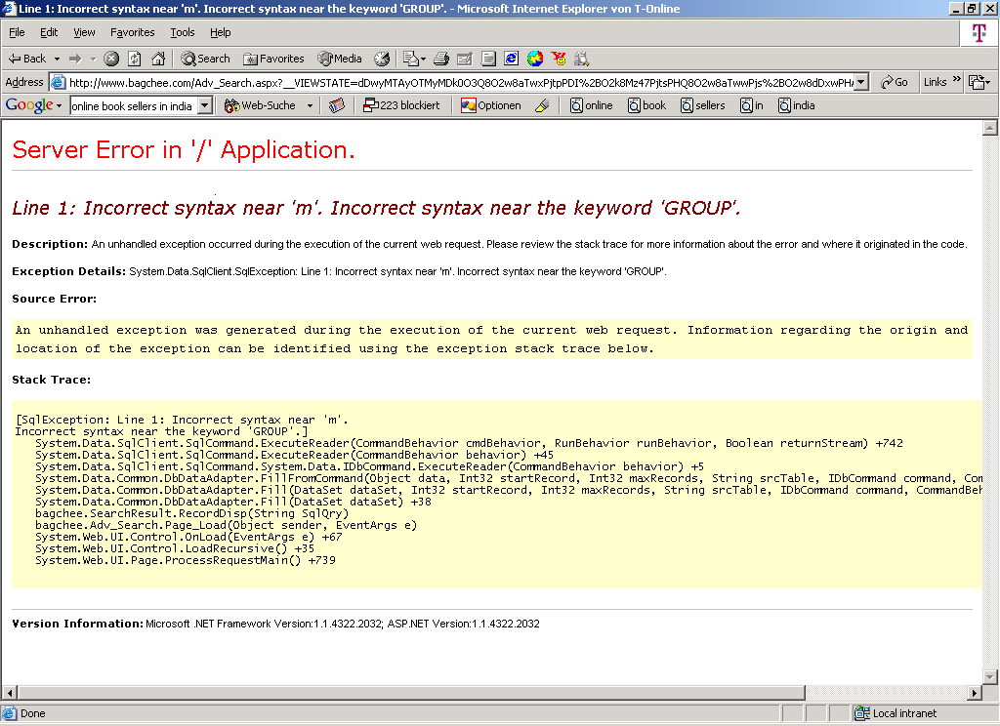 Line 1: Incorrect syntax near 'm'. Incorrect syntax near the keyword 'GROUP'. - Microsoft Internet Explorer von T-Online
File Edit View Favorites Tools Help
T
Back Search Favorites Media
Address http://www.bagchee.com/Adv_Search.aspx?__VIEWSTATE=dDwyMTAyOTMyMDk0O3Q8O2w8aTwxPjtpPDI%2BO2k8Mz47PjtsPHQ8O2w8aTwwPjs%2BO2w8dDxwPH Go Links »
Google online book sellers in india Web-Suche 223 blockiert Optionen online book sellers in india
Server Error in '/' Application.
Line 1: Incorrect syntax near 'm'. Incorrect syntax near the keyword 'GROUP'.
Description: An unhandled exception occurred during the execution of the current web request. Please review the stack trace for more information about the error and where it originated in the code.
Exception Details: System.Data.SqlClient.SqlException: Line 1: Incorrect syntax near 'm'. Incorrect syntax near the keyword 'GROUP'.
Source Error:
An unhandled exception was generated during the execution of the current web request. Information regarding the origin and
location of the exception can be identified using the exception stack trace below.
Stack Trace:
[SqlException: Line 1: Incorrect syntax near 'm'.
Incorrect syntax near the keyword 'GROUP'.]
System.Data.SqlClient.SqlCommand.ExecuteReader(CommandBehavior cmdBehavior, RunBehavior runBehavior, Boolean returnStream) +742
System.Data.SqlClient.SqlCommand.ExecuteReader(CommandBehavior behavior) +45
System.Data.SqlClient.SqlCommand.System.Data.IDbCommand.ExecuteReader(CommandBehavior behavior) +5
System.Data.Common.DbDataAdapter.FillFromCommand(Object data, Int32 startRecord, Int32 maxRecords, String srcTable, IDbCommand command, Com
System.Data.Common.DbDataAdapter.Fill(DataSet dataSet, Int32 startRecord, Int32 maxRecords, String srcTable, IDbCommand command, CommandBeh
System.Data.Common.DbDataAdapter.Fill(DataSet dataSet) +38
bagchee.SearchResult.RecordDisp(String SqlQry)
bagchee.Adv_Search.Page_Load(Object sender, EventArgs e)
System.Web.UI.Control.OnLoad(EventArgs e) +67
System.Web.UI.Control.LoadRecursive() +35
System.Web.UI.Page.ProcessRequestMain() +739
Version Information: Microsoft .NET Framework Version:1.1.4322.2032; ASP.NET Version:1.1.4322.2032
Done Local intranet